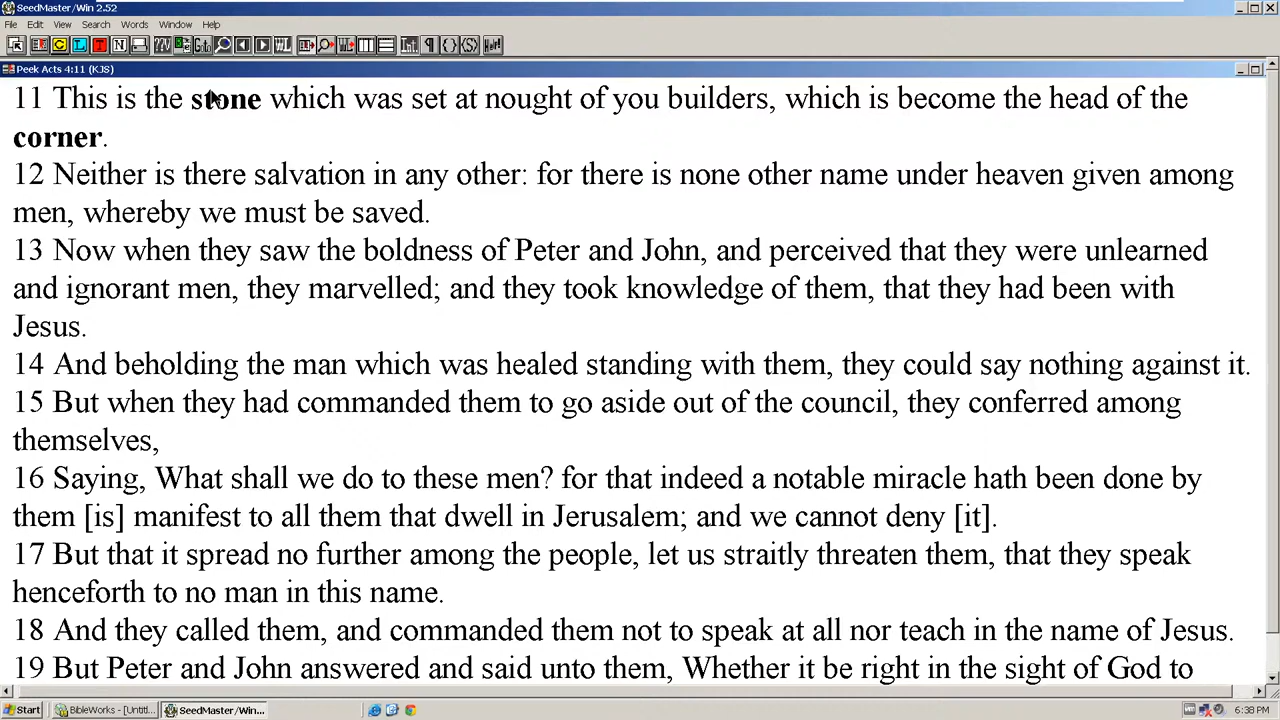 SeedMaster/Win 2.52
File Edit View Search Words Window Help
Peek Acts 4:11 (KJS)
11 This is the stone which was set at nought of you builders, which is become the head of the
corner.
12 Neither is there salvation in any other: for there is none other name under heaven given among
men, whereby we must be saved.
13 Now when they saw the boldness of Peter and John, and perceived that they were unlearned
and ignorant men, they marvelled; and they took knowledge of them, that they had been with
Jesus.
14 And beholding the man which was healed standing with them, they could say nothing against it.
15 But when they had commanded them to go aside out of the council, they conferred among
themselves,
16 Saying, What shall we do to these men? for that indeed a notable miracle hath been done by
them [is] manifest to all them that dwell in Jerusalem; and we cannot deny [it].
17 But that it spread no further among the people, let us straitly threaten them, that they speak
henceforth to no man in this name.
18 And they called them, and commanded them not to speak at all nor teach in the name of Jesus.
19 But Peter and John answered and said unto them, Whether it be right in the sight of God to
Start BibleWorks - [Untitl... SeedMaster/Win... 6:38 PM